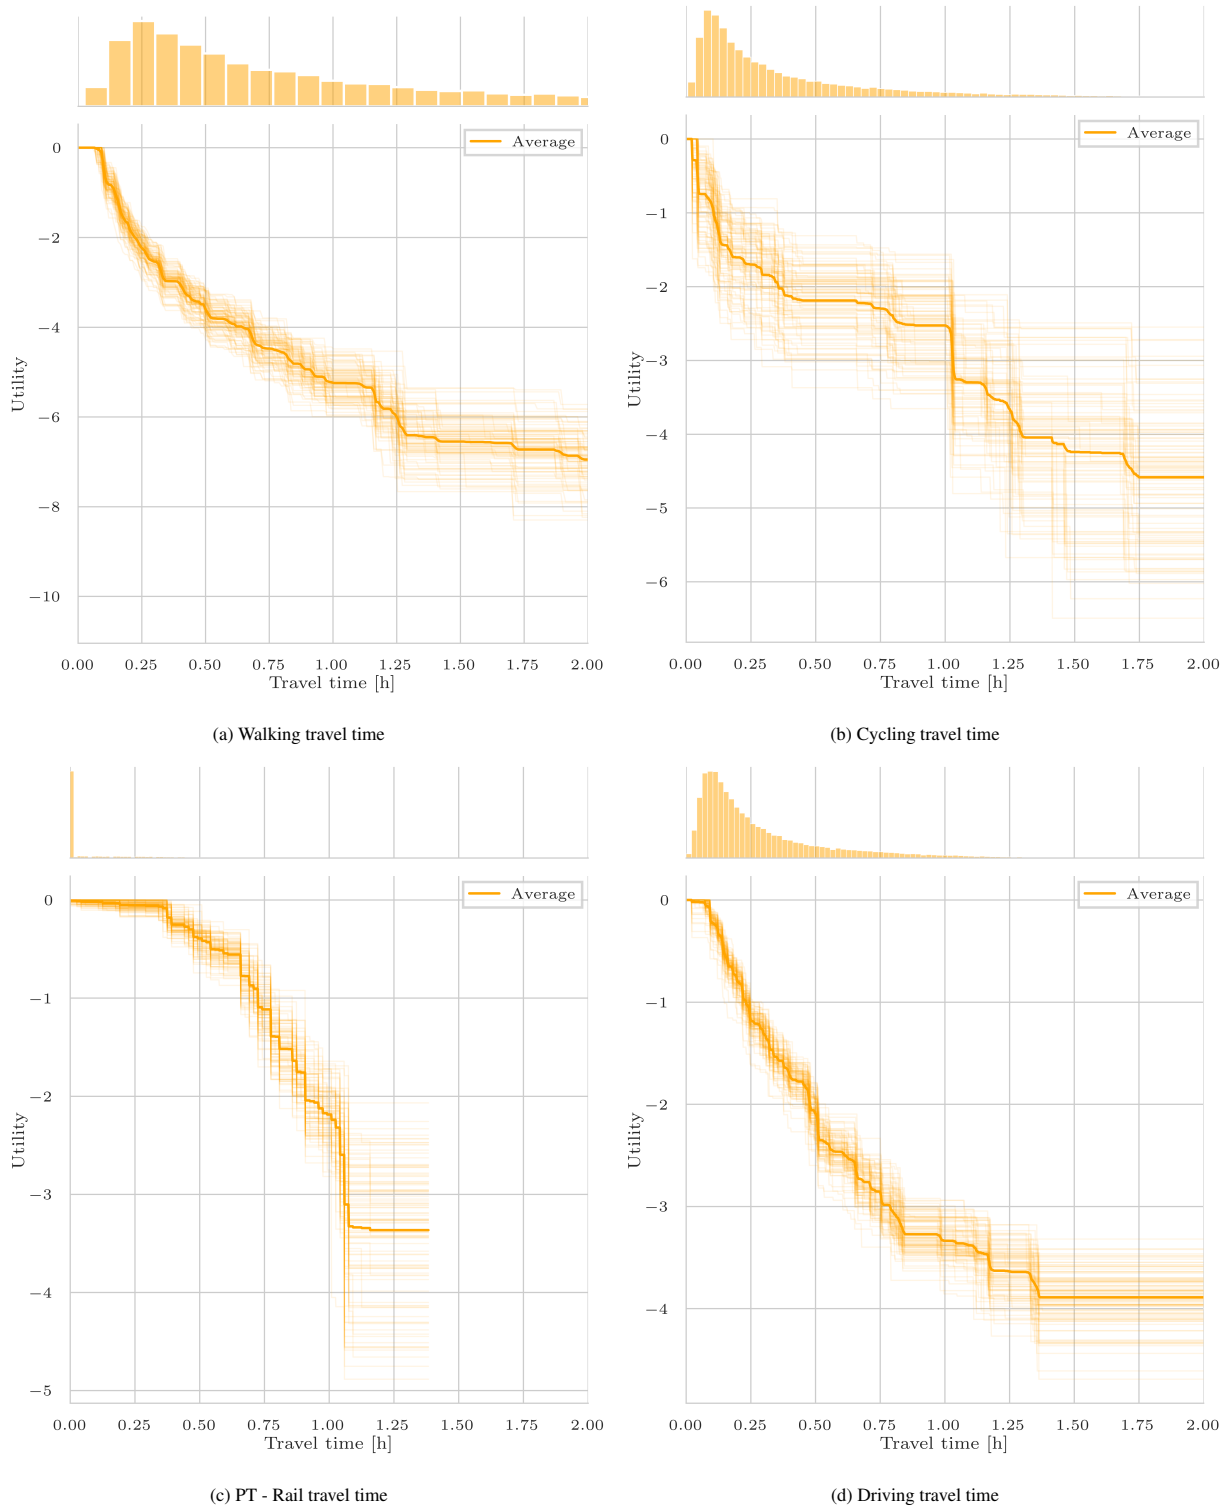 Average
0
−2
−4
−6
−8
−10
Utility
0.00 0.25 0.50 0.75 1.00 1.25 1.50 1.75 2.00
Travel time [h]
(a) Walking travel time
Average
0
−1
−2
−3
−4
−5
−6
Utility
0.00 0.25 0.50 0.75 1.00 1.25 1.50 1.75 2.00
Travel time [h]
(b) Cycling travel time
Average
0
−1
−2
−3
−4
−5
Utility
0.00 0.25 0.50 0.75 1.00 1.25 1.50 1.75 2.00
Travel time [h]
(c) PT - Rail travel time
Average
0
−1
−2
−3
−4
Utility
0.00 0.25 0.50 0.75 1.00 1.25 1.50 1.75 2.00
Travel time [h]
(d) Driving travel time